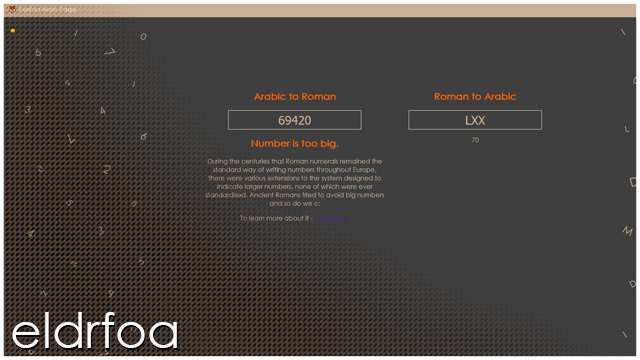 Eldrfoa Main Page
Arabic to Roman
69420
Number is too big.
During the centuries that Roman numerals remained the
standard way of writing numbers throughout Europe,
there were various extensions to the system designed to
indicate larger numbers, none of which were ever
standardised. Ancient Romans tried to avoid big numbers
and so do we c:
To learn more about it -
Roman to Arabic
LXX
70
eldrfoa